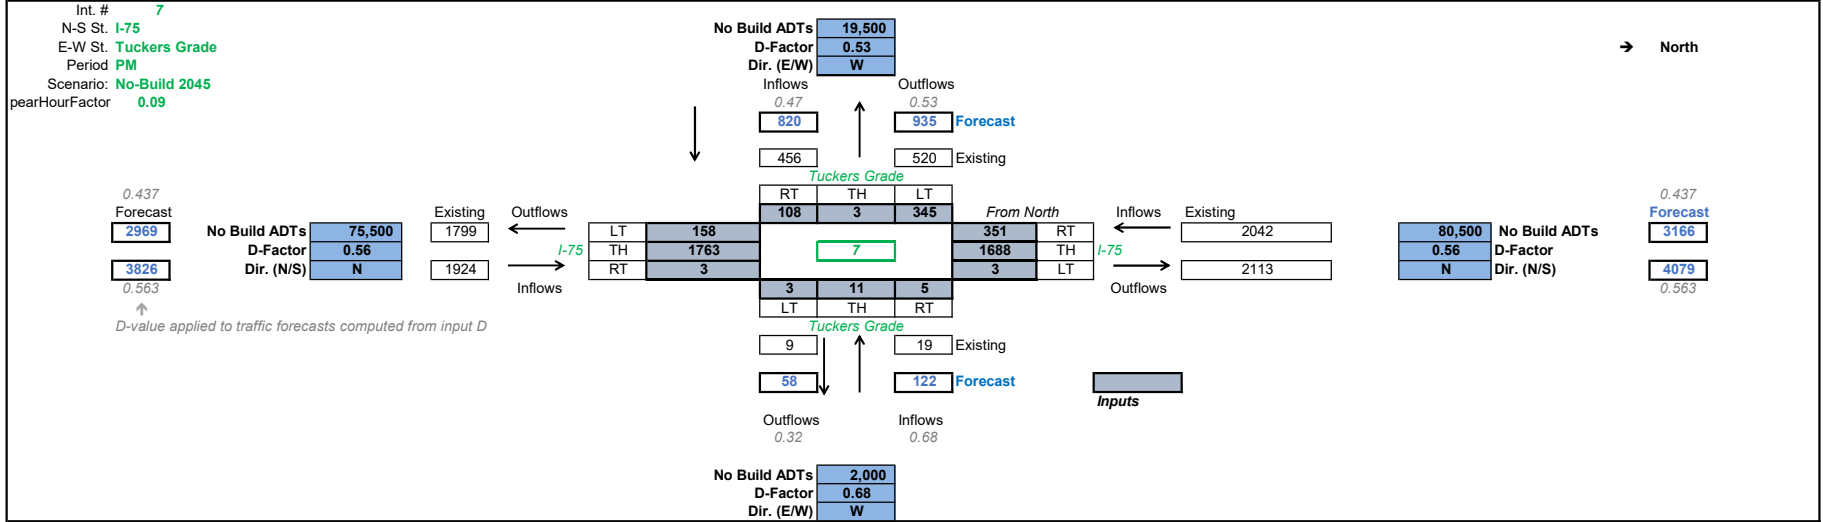 Int. # 7
N-S St. I-75
E-W St. Tuckers Grade
Period PM
Scenario: No-Build 2045
pearHourFactor 0.09
No Build ADTs 19,500
D-Factor 0.53
Dir. (E/W) W
➔ North
Inflows Outflows
0.47 0.53
820 935 Forecast
456 520 Existing
Tuckers Grade
RT TH LT
108 3 345
0.437
Forecast
2969
3826
0.563
No Build ADTs 75,500
D-Factor 0.56
Dir. (N/S) N
Existing Outflows
1799
1924
Inflows
I-75
LT 158
TH 1763
RT 3
7
From North
351 RT
1688 TH
3 LT
I-75
Inflows Existing
2042
2113
Outflows
80,500 No Build ADTs
0.56 D-Factor
N Dir. (N/S)
0.437
Forecast
3166
4079
0.563
D-value applied to traffic forecasts computed from input D
3 11 5
LT TH RT
Tuckers Grade
9 19 Existing
58 122 Forecast
Inputs
Outflows Inflows
0.32 0.68
No Build ADTs 2,000
D-Factor 0.68
Dir. (E/W) W